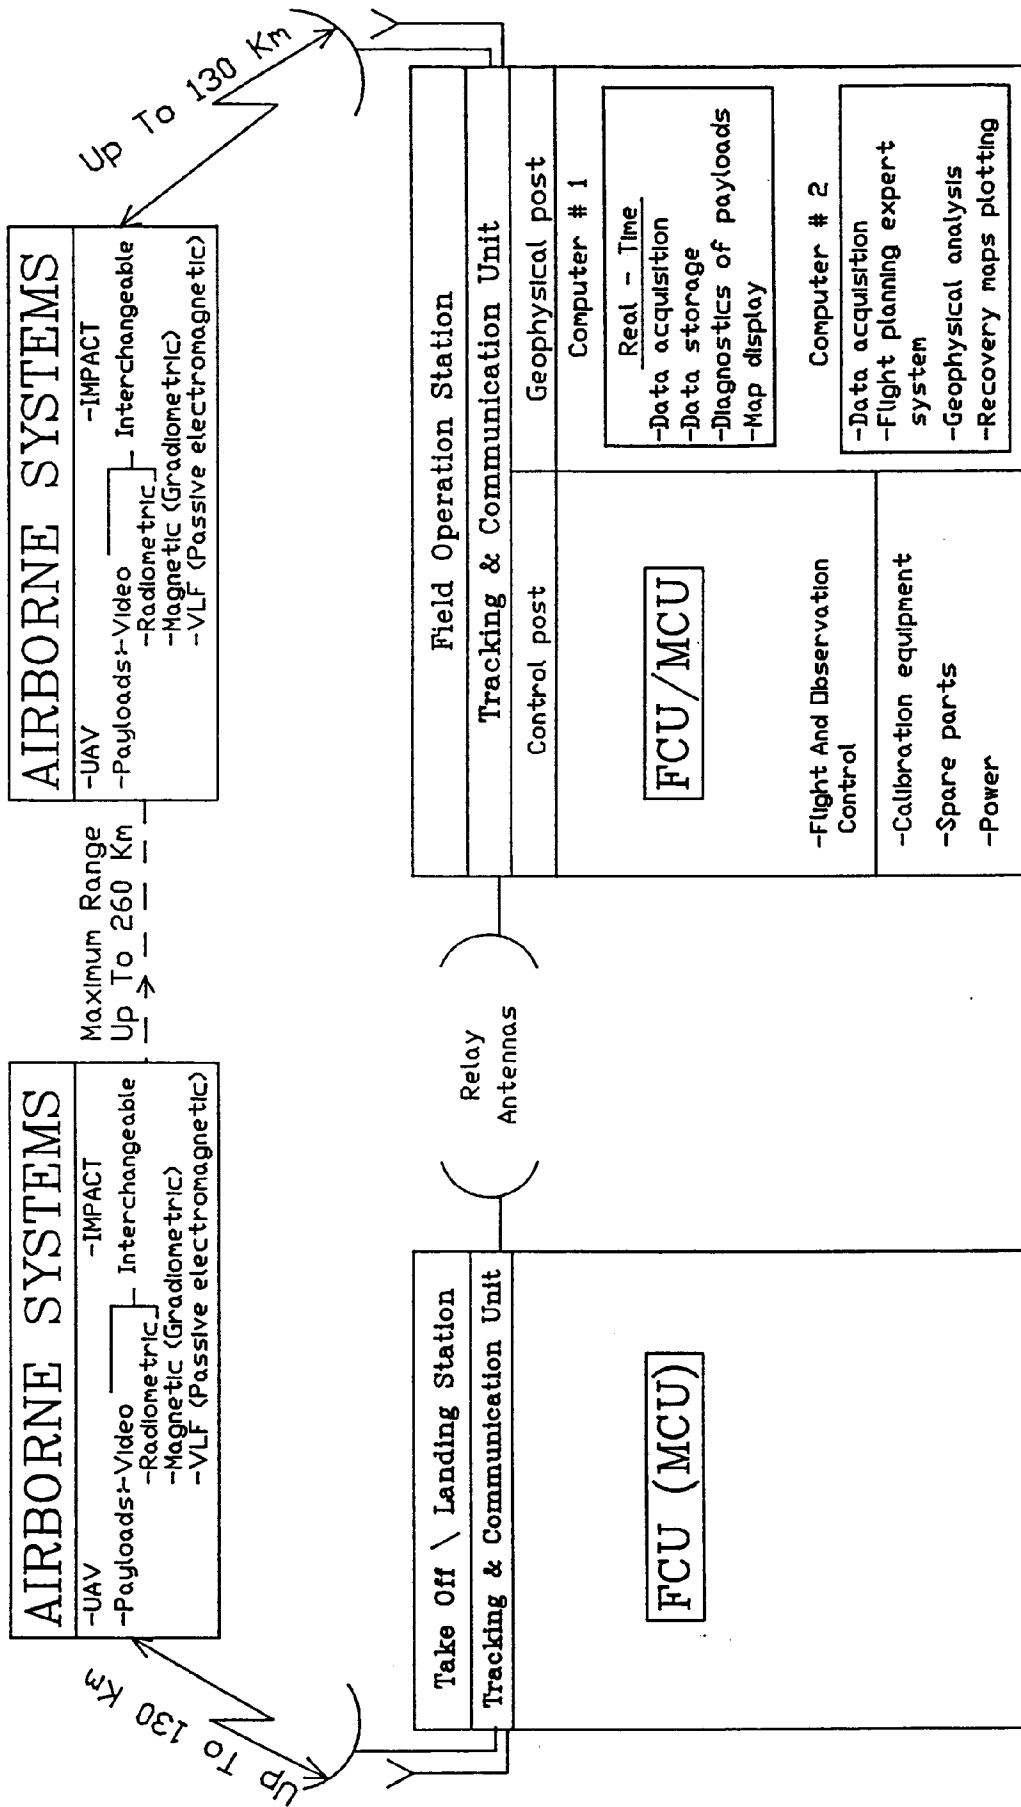 AIRBORNE SYSTEMS
-UAV -IMPACT
-Payloads:-Video
-Radiometric
Interchangeable
-Magnetic (Gradiometric)
-VLF (Passive electromagnetic)
Maximum Range
Up To 260 Km
AIRBORNE SYSTEMS
-UAV -IMPACT
-Payloads:-Video
-Radiometric
Interchangeable
-Magnetic (Gradiometric)
-VLF (Passive electromagnetic)
Up To 130 Km
Up To 130 Km
Take Off \ Landing Station
Tracking & Communication Unit
FCU (MCU)
Relay
Antennas
Field Operation Station
Tracking & Communication Unit
Control post
FCU/MCU
-Flight And Observation
Control
-Calibration equipment
-Spare parts
-Power
Geophysical post
Computer # 1
Real - Time
-Data acquisition
-Data storage
-Diagnostics of payloads
-Map display
Computer # 2
-Data acquisition
-Flight planning expert
system
-Geophysical analysis
-Recovery maps plotting